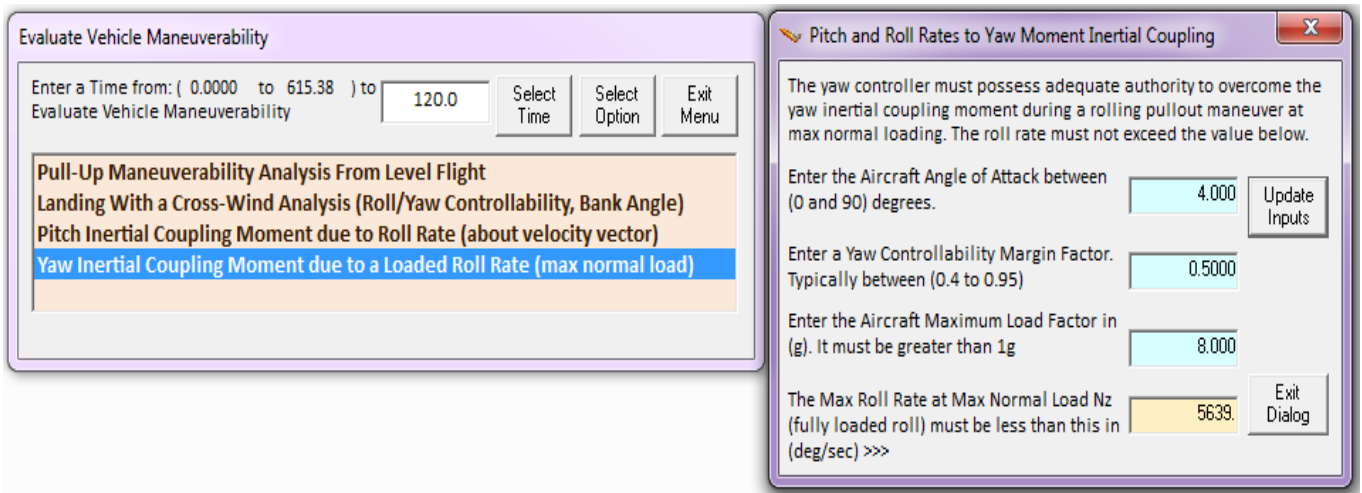 Evaluate Vehicle Maneuverability
Enter a Time from: ( 0.0000 to 615.38 ) to
Evaluate Vehicle Maneuverability
120.0
Select
Time
Select
Option
Exit
Menu
Pull-Up Maneuverability Analysis From Level Flight
Landing With a Cross-Wind Analysis (Roll/Yaw Controllability, Bank Angle)
Pitch Inertial Coupling Moment due to Roll Rate (about velocity vector)
Yaw Inertial Coupling Moment due to a Loaded Roll Rate (max normal load)
Pitch and Roll Rates to Yaw Moment Inertial Coupling
X
The yaw controller must possess adequate authority to overcome the
yaw inertial coupling moment during a rolling pullout maneuver at
max normal loading. The roll rate must not exceed the value below.
Enter the Aircraft Angle of Attack between
(0 and 90) degrees.
4.000
Update
Inputs
Enter a Yaw Controllability Margin Factor.
Typically between (0.4 to 0.95)
0.5000
Enter the Aircraft Maximum Load Factor in
(g). It must be greater than 1g
8.000
The Max Roll Rate at Max Normal Load Nz
(fully loaded roll) must be less than this in
(deg/sec) >>>
5639.
Exit
Dialog